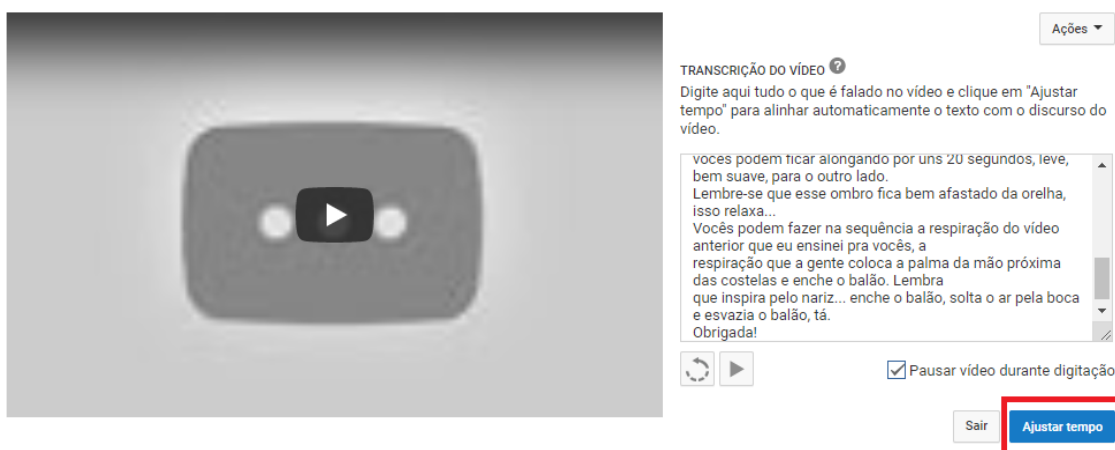 Ações
TRANSCRIÇÃO DO VÍDEO ?
Digite aqui tudo o que é falado no vídeo e clique em "Ajustar
tempo" para alinhar automaticamente o texto com o discurso do
vídeo.
vocês podem ficar alongando por uns 20 segundos, leve,
bem suave, para o outro lado.
Lembre-se que esse ombro fica bem afastado da orelha,
isso relaxa...
Vocês podem fazer na sequência a respiração do vídeo
anterior que eu ensinei pra vocês, a
respiração que a gente coloca a palma da mão próxima
das costelas e enche o balão. Lembra
que inspira pelo nariz... enche o balão, solta o ar pela boca
e esvazia o balão, tá.
Obrigada!
Pausar vídeo durante digitação
Sair
Ajustar tempo